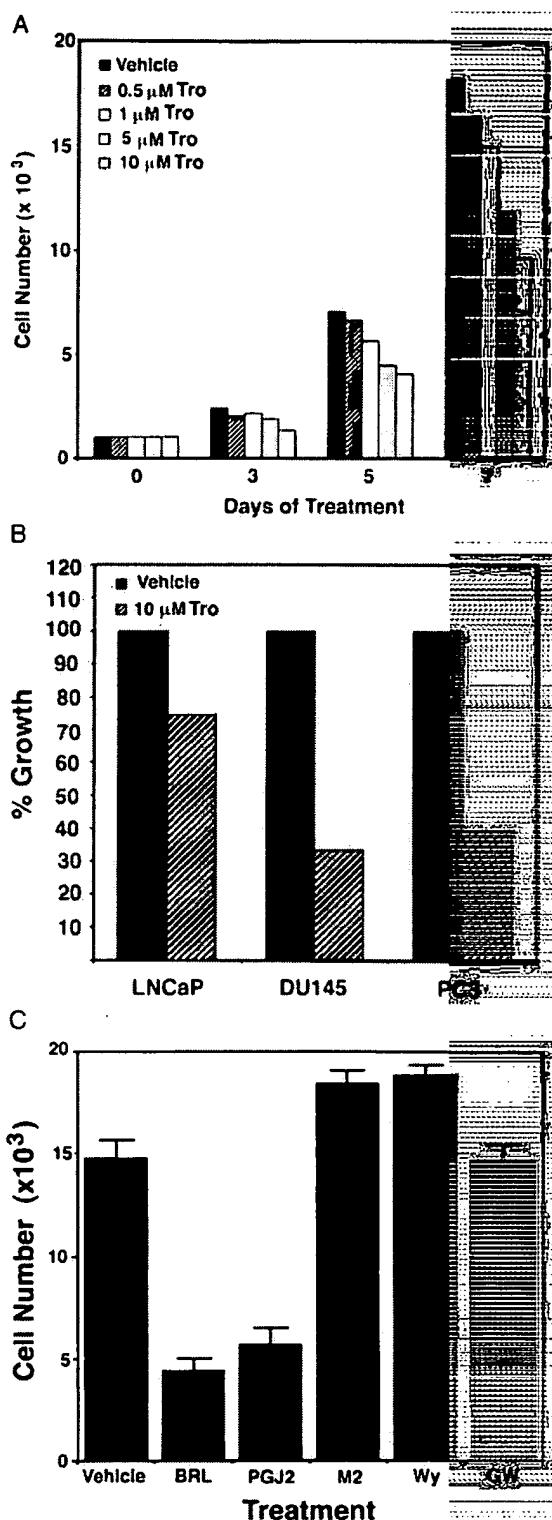 A
20
15
10
5
0
Cell Number (x 10³)
Vehicle
0.5 μM Tro
1 μM Tro
5 μM Tro
10 μM Tro
0 3 5
Days of Treatment
B
120
110
100
90
80
70
60
50
40
30
20
10
% Growth
Vehicle
10 μM Tro
LNCaP DU145 PC3
C
20
15
10
5
0
Cell Number (x10³)
Vehicle BRL PGJ2 M2 Wy GW
Treatment